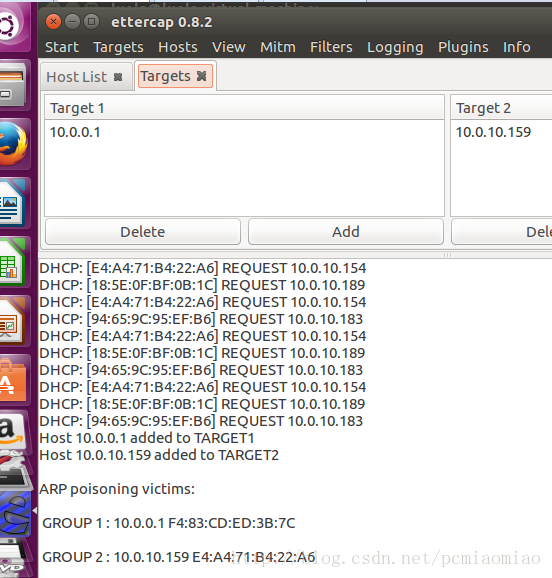 ettercap 0.8.2
Start Targets Hosts View Mitm Filters Logging Plugins Info
Host List Targets
Target 1 Target 2
10.0.0.1 10.0.10.159
Delete Add Dele
DHCP: [E4:A4:71:B4:22:A6] REQUEST 10.0.10.154
DHCP: [18:5E:0F:BF:0B:1C] REQUEST 10.0.10.189
DHCP: [E4:A4:71:B4:22:A6] REQUEST 10.0.10.154
DHCP: [94:65:9C:95:EF:B6] REQUEST 10.0.10.183
DHCP: [E4:A4:71:B4:22:A6] REQUEST 10.0.10.154
DHCP: [18:5E:0F:BF:0B:1C] REQUEST 10.0.10.189
DHCP: [94:65:9C:95:EF:B6] REQUEST 10.0.10.183
DHCP: [E4:A4:71:B4:22:A6] REQUEST 10.0.10.154
DHCP: [18:5E:0F:BF:0B:1C] REQUEST 10.0.10.189
DHCP: [94:65:9C:95:EF:B6] REQUEST 10.0.10.183
Host 10.0.0.1 added to TARGET1
Host 10.0.10.159 added to TARGET2
ARP poisoning victims:
GROUP 1 : 10.0.0.1 F4:83:CD:ED:3B:7C
GROUP 2 : 10.0.10.159 E4:A4:71:B4:22:A6
http://blog.csdn.net/pcmiaomiao